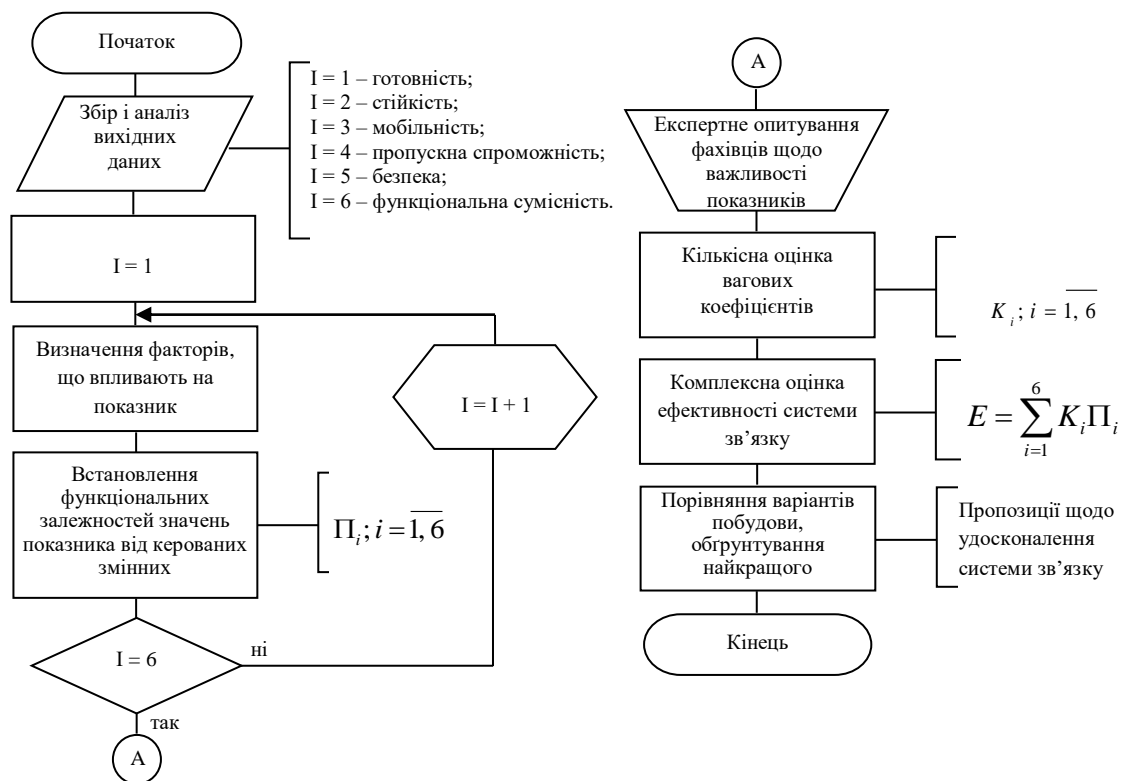 Початок
Збір і аналіз
вихідних
даних
I = 1 – готовність;
I = 2 – стійкість;
I = 3 – мобільність;
I = 4 – пропускна спроможність;
I = 5 – безпека;
I = 6 – функціональна сумісність.
I = 1
Визначення факторів,
що впливають на
показник
I = I + 1
Встановлення
функціональних
залежностей значень
показника від керованих
змінних
Π_i; i = \overline{1, 6}
I = 6
ні
так
А
А
Експертне опитування
фахівців щодо
важливості
показників
Кількісна оцінка
вагових
коефіцієнтів
K_i; i = \overline{1, 6}
Комплексна оцінка
ефективності системи
зв’язку
E = \sum_{i=1}^{6} K_i Π_i
Порівняння варіантів
побудови,
обґрунтування
найкращого
Пропозиції щодо
удосконалення
системи зв’язку
Кінець